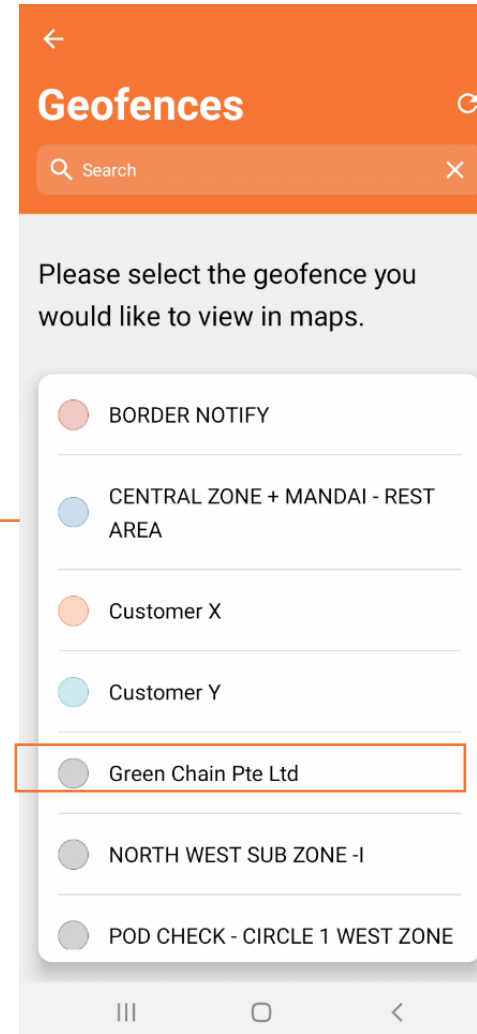 Geofences
Search
Please select the geofence you
would like to view in maps.
BORDER NOTIFY
CENTRAL ZONE + MANDAI - REST
AREA
Customer X
Customer Y
Green Chain Pte Ltd
NORTH WEST SUB ZONE -I
POD CHECK - CIRCLE 1 WEST ZONE